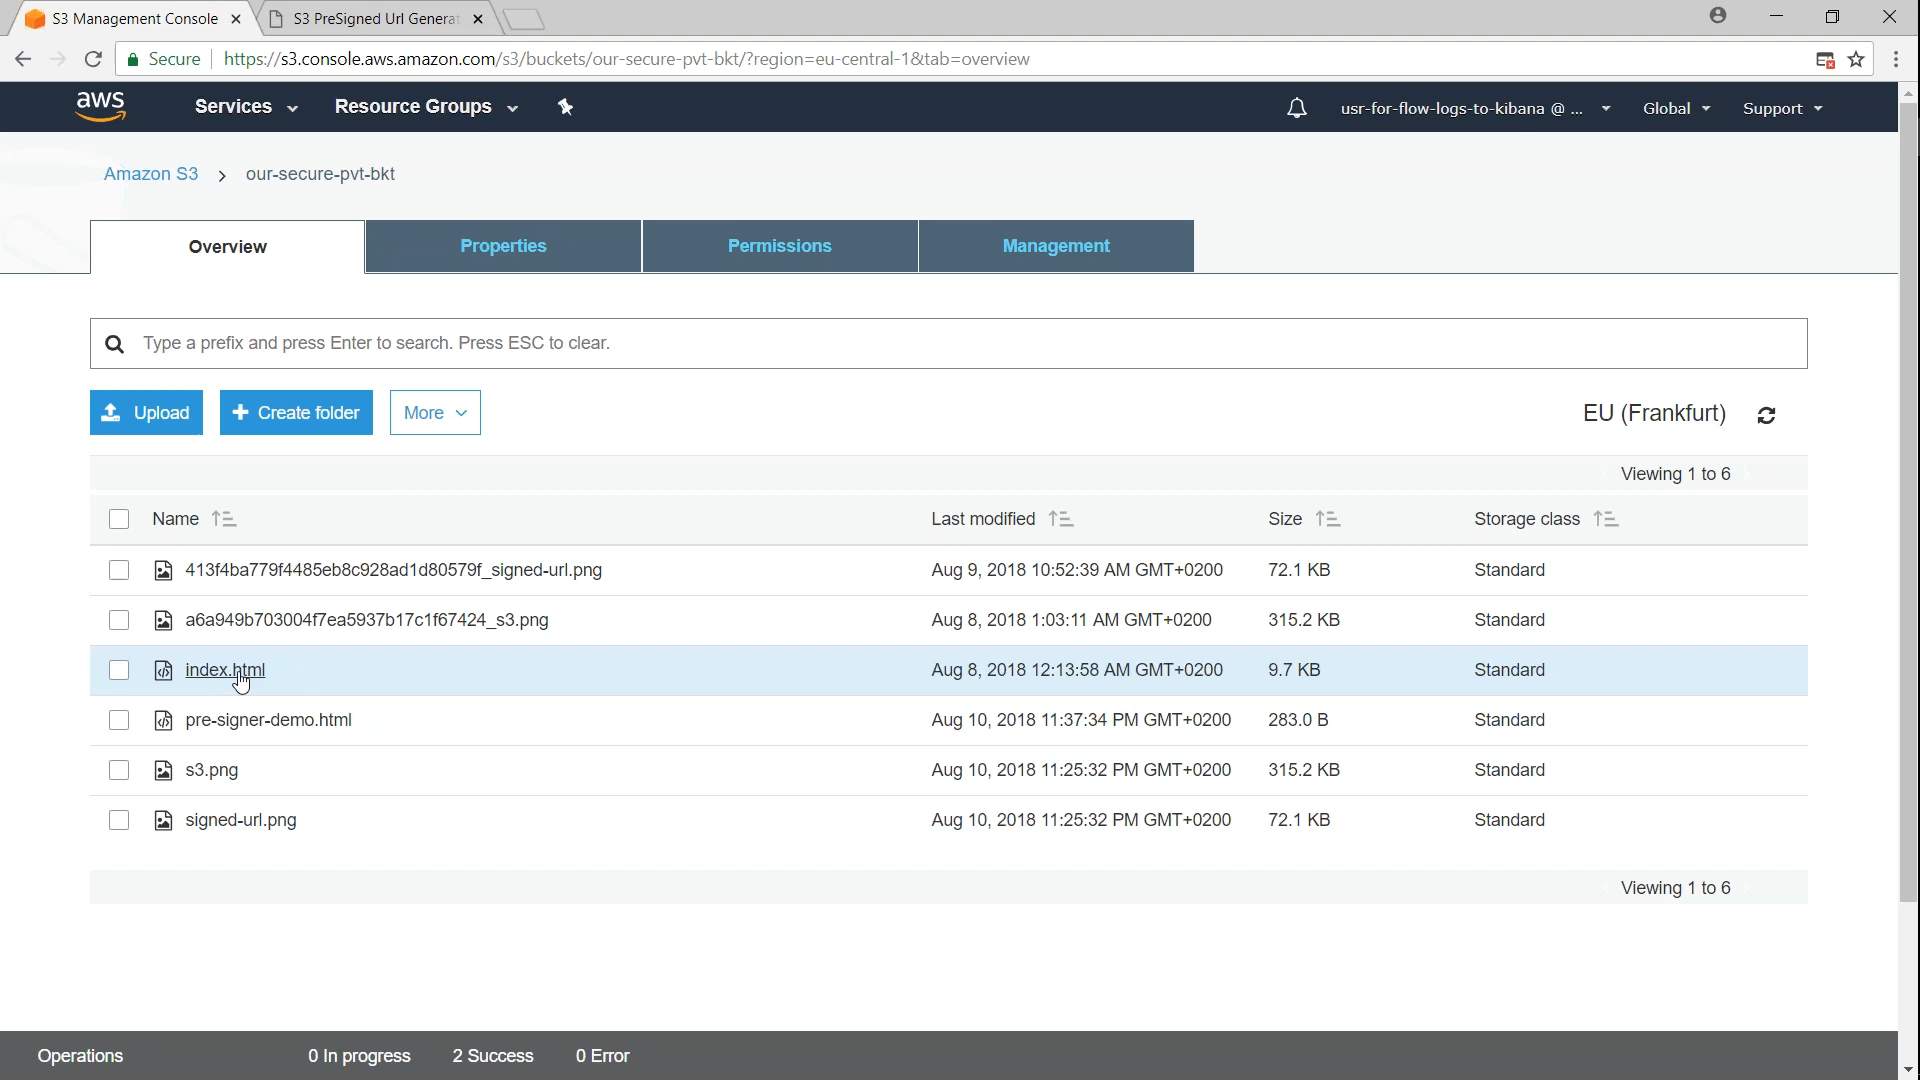 S3 Management Console
S3 PreSigned Url Generat
Secure
https://s3.console.aws.amazon.com/s3/buckets/our-secure-pvt-bkt/?region=eu-central-1&tab=overview
aws
Services
Resource Groups
usr-for-flow-logs-to-kibana @ ...
Global
Support
Amazon S3 > our-secure-pvt-bkt
Overview
Properties
Permissions
Management
Type a prefix and press Enter to search. Press ESC to clear.
Upload
+ Create folder
More
EU (Frankfurt)
Viewing 1 to 6
Name
Last modified
Size
Storage class
413f4ba779f4485eb8c928ad1d80579f_signed-url.png
Aug 9, 2018 10:52:39 AM GMT+0200
72.1 KB
Standard
a6a949b703004f7ea5937b17c1f67424_s3.png
Aug 8, 2018 1:03:11 AM GMT+0200
315.2 KB
Standard
index.html
Aug 8, 2018 12:13:58 AM GMT+0200
9.7 KB
Standard
pre-signer-demo.html
Aug 10, 2018 11:37:34 PM GMT+0200
283.0 B
Standard
s3.png
Aug 10, 2018 11:25:32 PM GMT+0200
315.2 KB
Standard
signed-url.png
Aug 10, 2018 11:25:32 PM GMT+0200
72.1 KB
Standard
Viewing 1 to 6
Operations
0 In progress
2 Success
0 Error